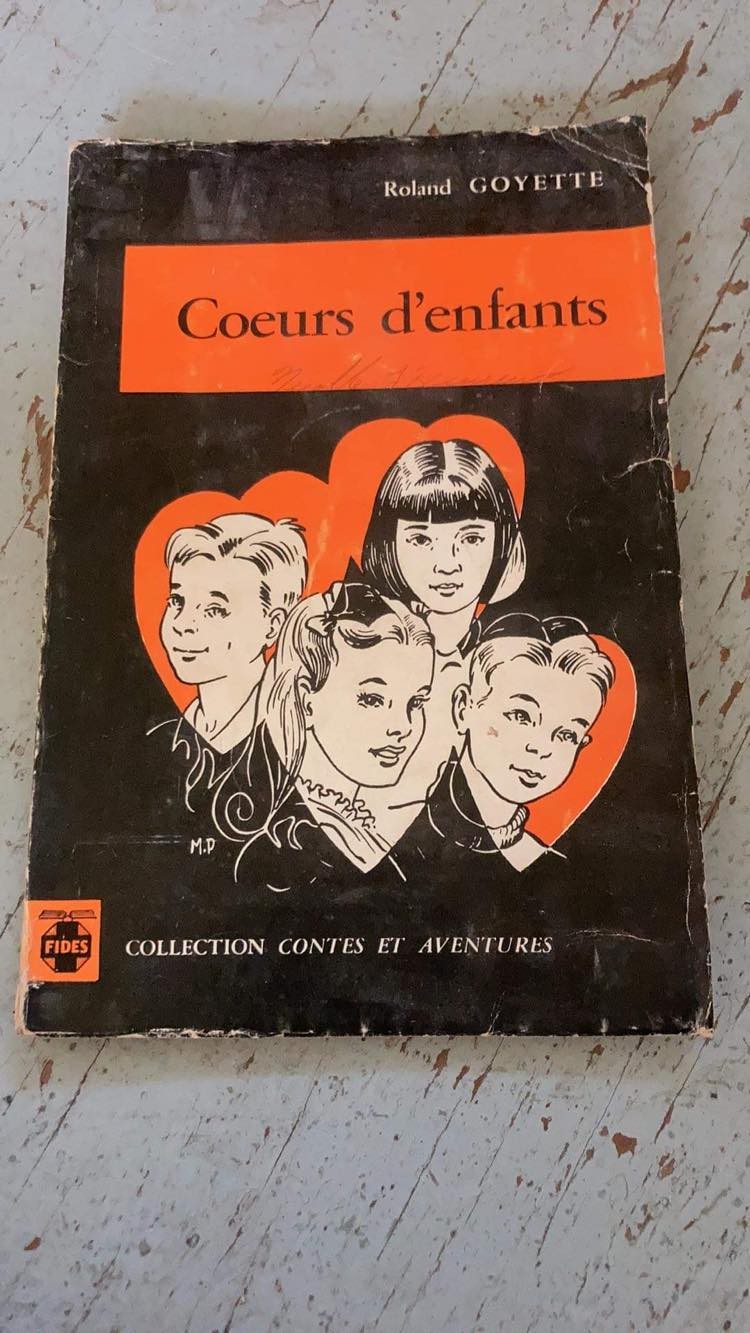 Roland GOYETTE
Coeurs d'enfants
M.P
FIDES
COLLECTION CONTES ET AVENTURES